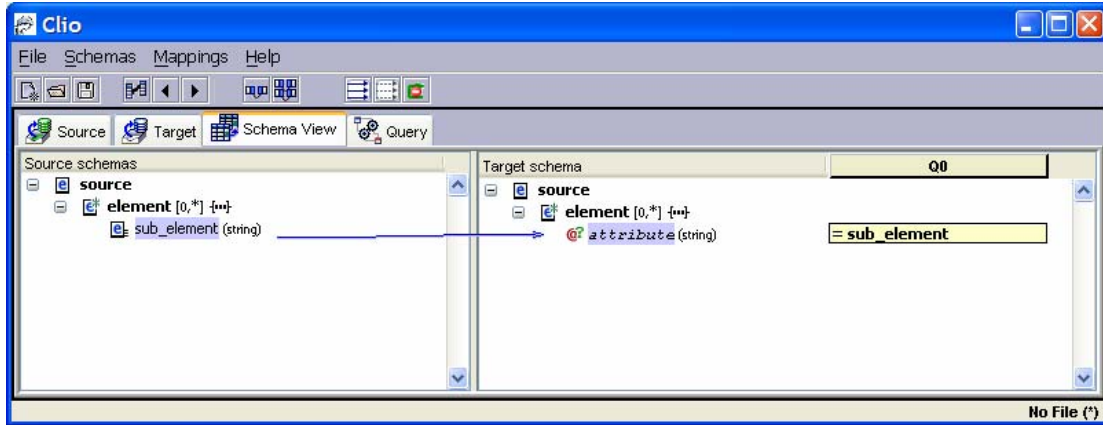 Clio
File Schemas Mappings Help
Source Target Schema View Query
Source schemas
source
element [0,*]
sub_element (string)
Target schema
Q0
source
element [0,*]
attribute (string)
= sub_element
No File (*)